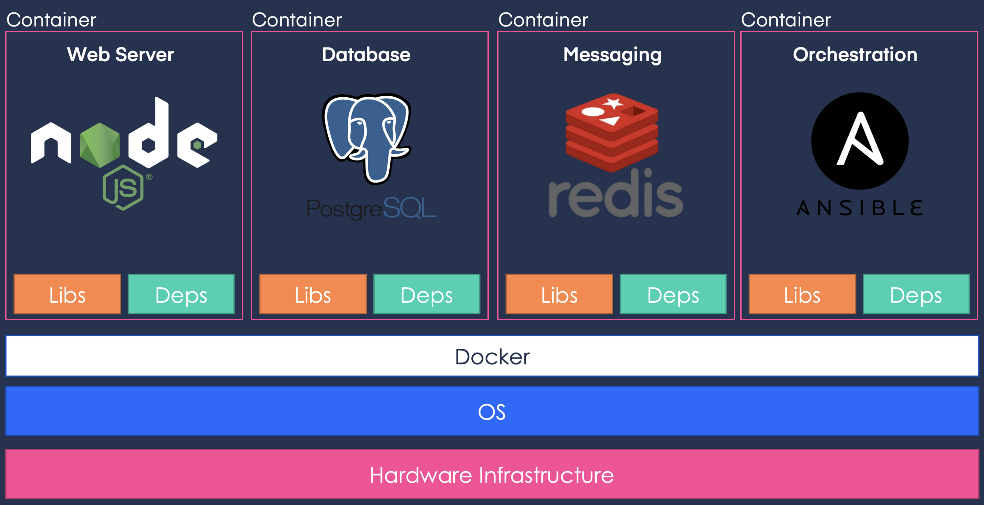 Container
Container
Container
Container
Web Server
Database
Messaging
Orchestration
node
JS®
PostgreSQL
redis
A
ANSIBLE
Libs
Deps
Libs
Deps
Libs
Deps
Libs
Deps
Docker
OS
Hardware Infrastructure